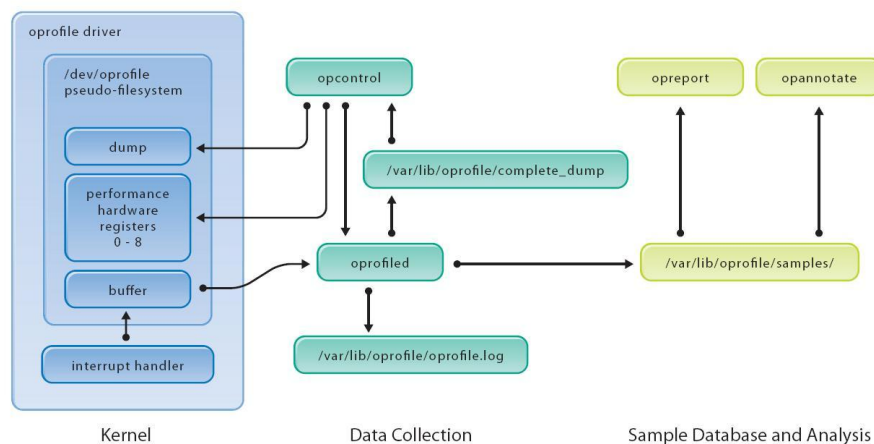 oprofile driver
/dev/oprofile
pseudo-filesystem
dump
performance
hardware
registers
0 - 8
buffer
interrupt handler
Kernel
opcontrol
/var/lib/oprofile/complete_dump
oprofiled
/var/lib/oprofile/oprofile.log
Data Collection
opreport
opannotate
/var/lib/oprofile/samples/
Sample Database and Analysis